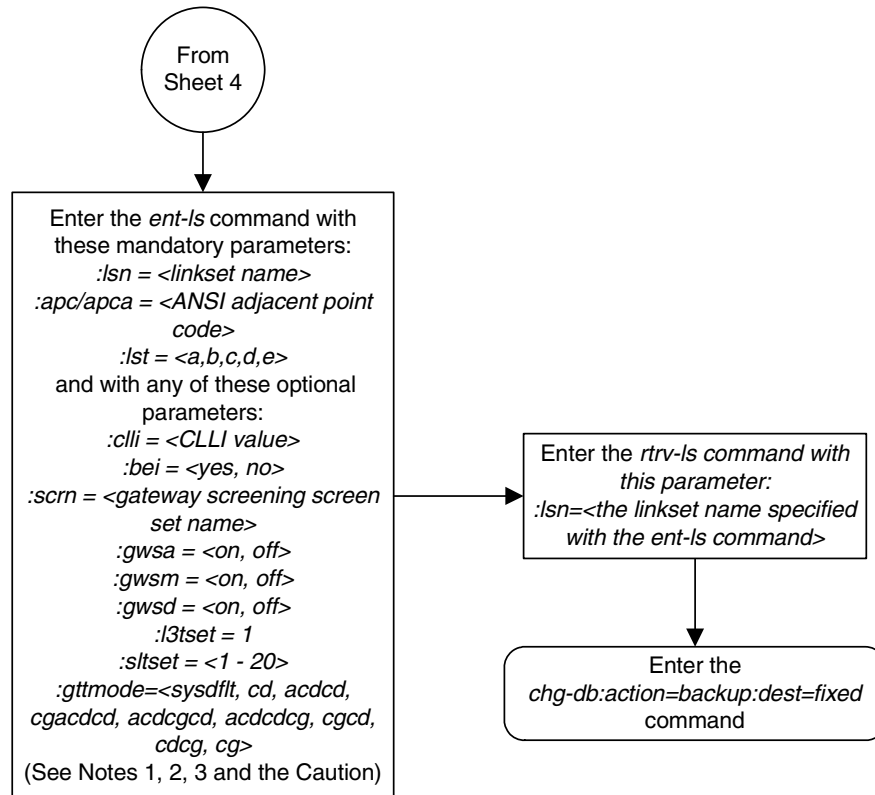 From
Sheet 4
Enter the ent-ls command with
these mandatory parameters:
:lsn = <linkset name>
:apc/apca = <ANSI adjacent point
code>
:lst = <a,b,c,d,e>
and with any of these optional
parameters:
:clli = <CLLI value>
:bei = <yes, no>
:scrn = <gateway screening screen
set name>
:gwsa = <on, off>
:gwsm = <on, off>
:gwsd = <on, off>
:l3tset = 1
:sltset = <1 - 20>
:gttmode=<sysdflt, cd, acdcd,
cgacdcd, acdcgcd, acdcdcg, cgcd,
cdcg, cg>
(See Notes 1, 2, 3 and the Caution)
Enter the rtrv-ls command with
this parameter:
:lsn=<the linkset name specified
with the ent-ls command>
Enter the
chg-db:action=backup:dest=fixed
command